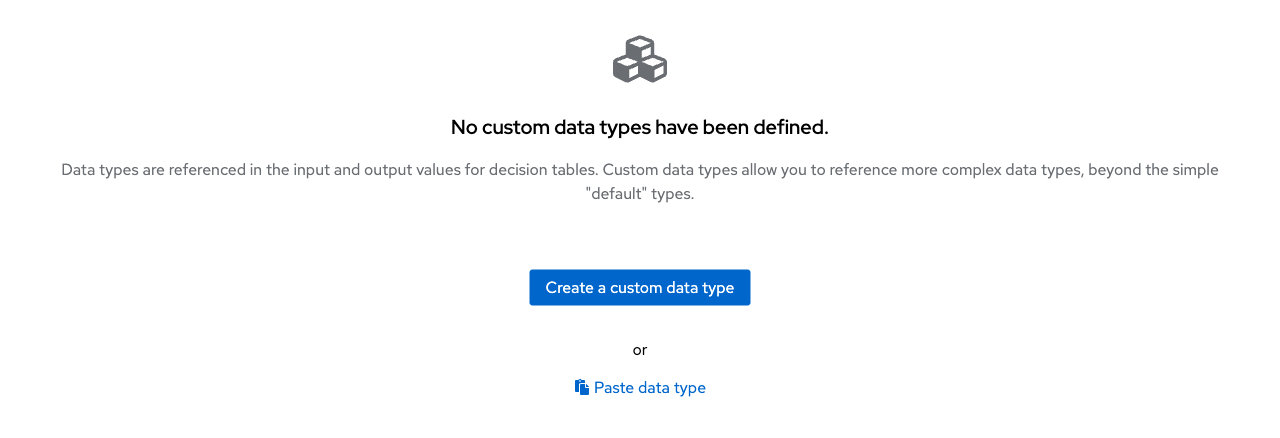 No custom data types have been defined.
Data types are referenced in the input and output values for decision tables. Custom data types allow you to reference more complex data types, beyond the simple
"default" types.
Create a custom data type
or
Paste data type